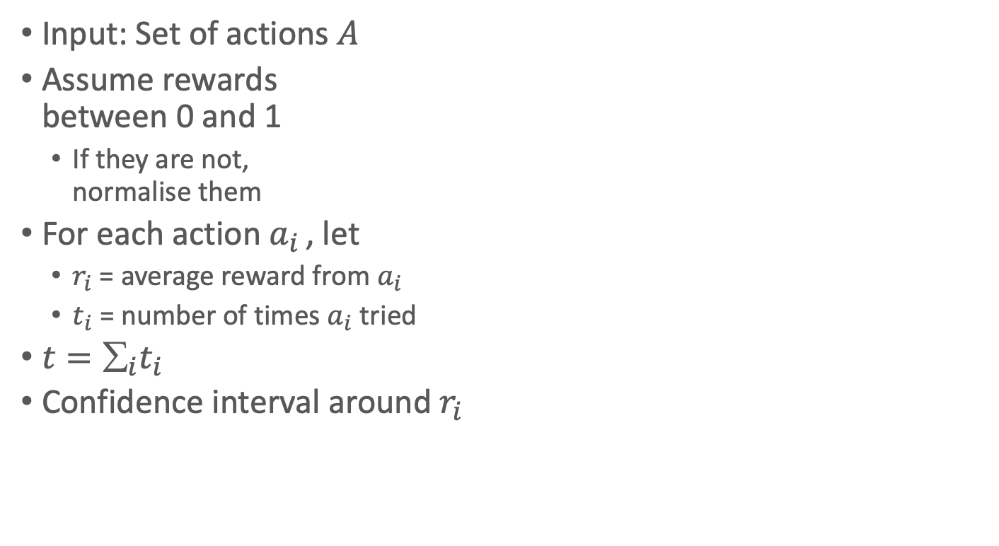 • Input: Set of actions A
• Assume rewards
between 0 and 1
• If they are not,
normalise them
• For each action aᵢ , let
• rᵢ = average reward from aᵢ
• tᵢ = number of times aᵢ tried
• t = ∑ᵢtᵢ
• Confidence interval around rᵢ